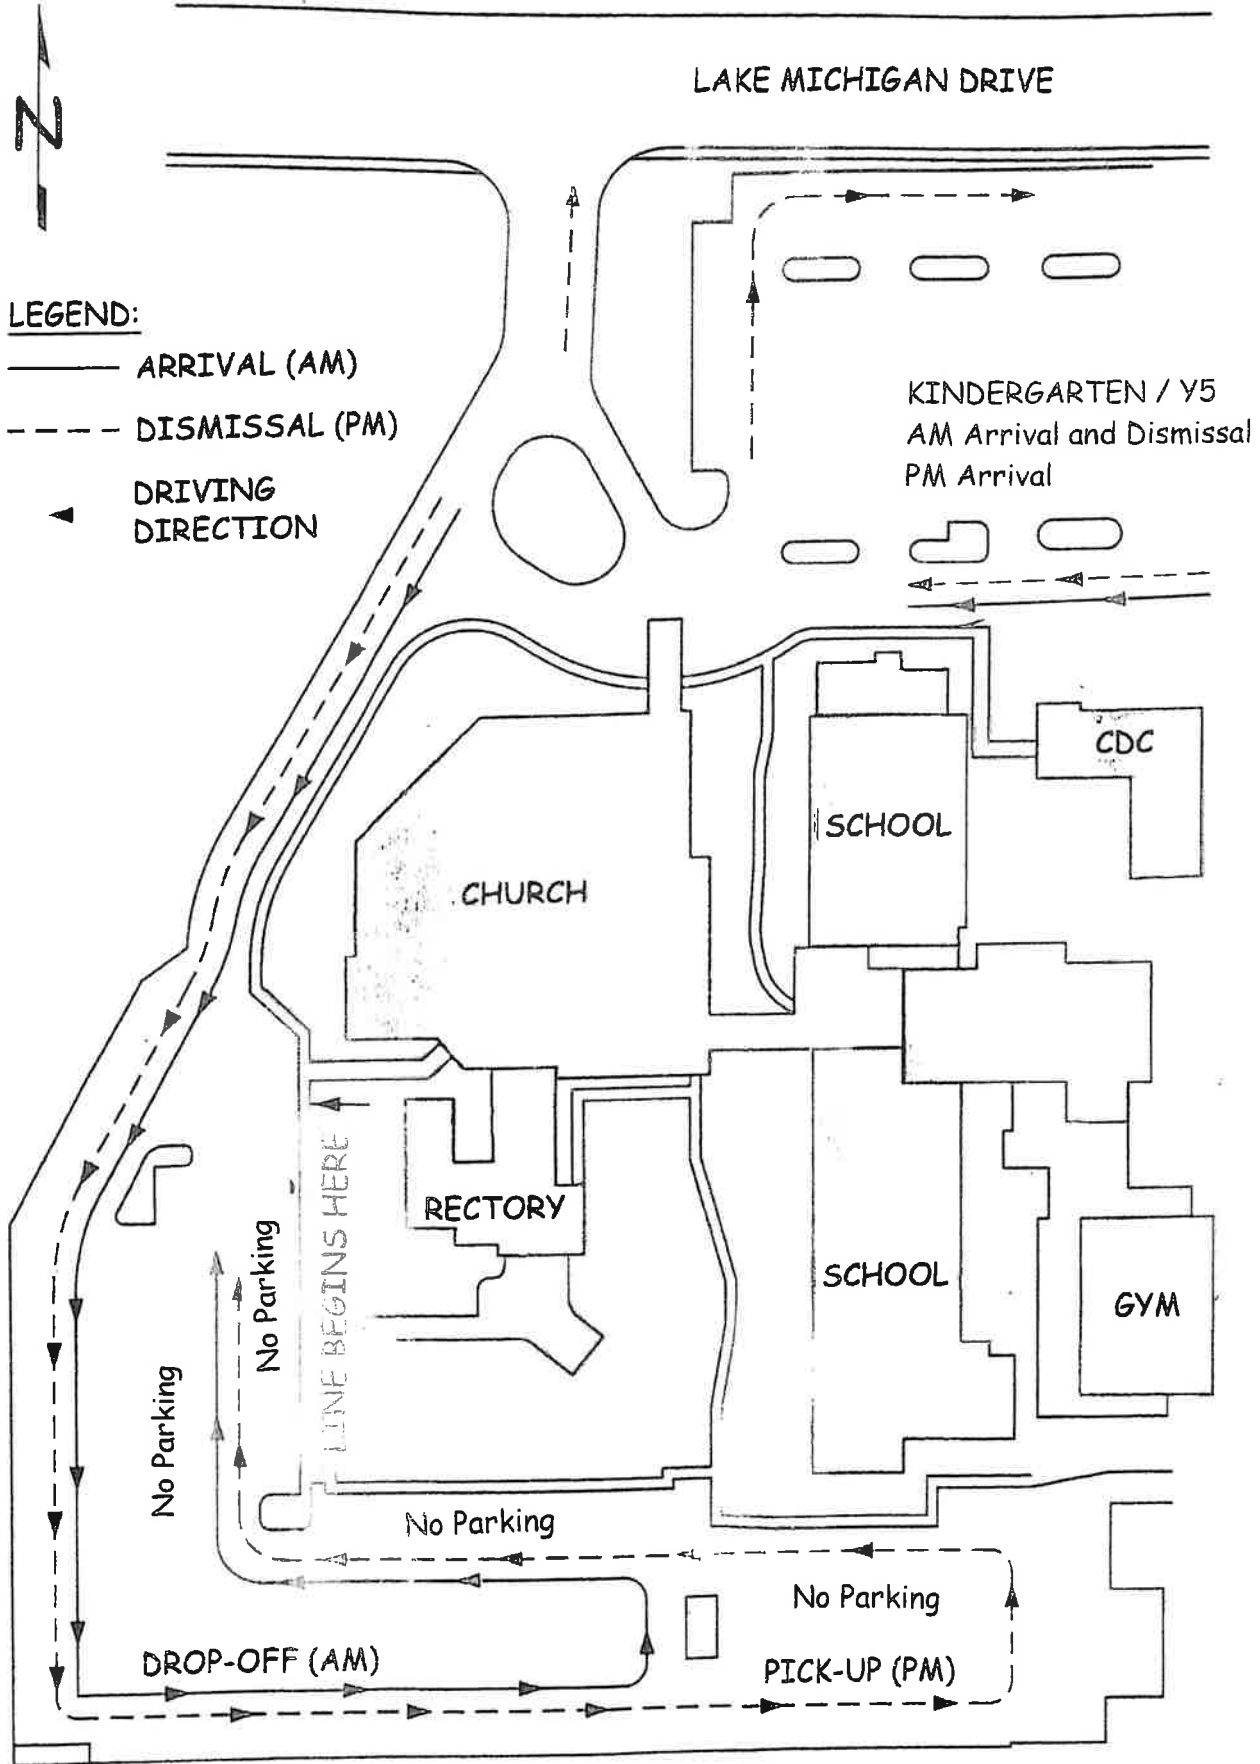 LAKE MICHIGAN DRIVE
N
LEGEND:
ARRIVAL (AM)
DISMISSAL (PM)
DRIVING
DIRECTION
KINDERGARTEN / Y5
AM Arrival and Dismissal
PM Arrival
CDC
SCHOOL
CHURCH
LINE BEGINS HERE
RECTORY
No Parking
SCHOOL
GYM
No Parking
No Parking
No Parking
DROP-OFF (AM)
PICK-UP (PM)